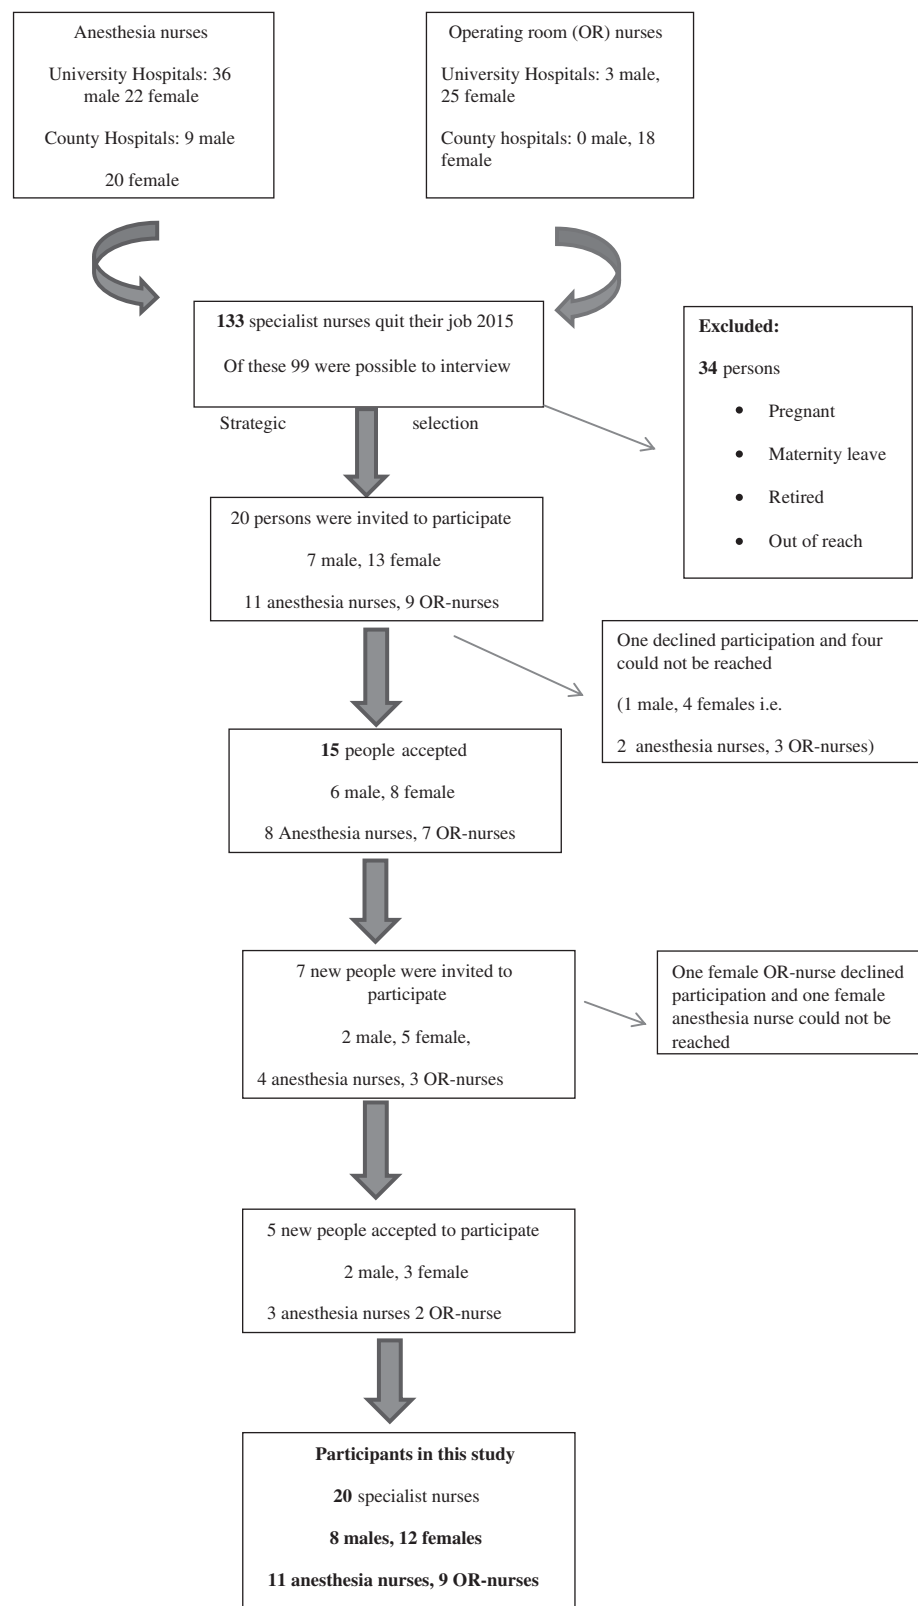 Anesthesia nurses
University Hospitals: 36
male 22 female
County Hospitals: 9 male
20 female
Operating room (OR) nurses
University Hospitals: 3 male,
25 female
County hospitals: 0 male, 18
female
133 specialist nurses quit their job 2015
Of these 99 were possible to interview
Excluded:
34 persons
• Pregnant
• Maternity leave
• Retired
• Out of reach
Strategic selection
20 persons were invited to participate
7 male, 13 female
11 anesthesia nurses, 9 OR-nurses
One declined participation and four
could not be reached
(1 male, 4 females i.e.
2 anesthesia nurses, 3 OR-nurses)
15 people accepted
6 male, 8 female
8 Anesthesia nurses, 7 OR-nurses
7 new people were invited to
participate
2 male, 5 female,
4 anesthesia nurses, 3 OR-nurses
One female OR-nurse declined
participation and one female
anesthesia nurse could not be
reached
5 new people accepted to participate
2 male, 3 female
3 anesthesia nurses 2 OR-nurse
Participants in this study
20 specialist nurses
8 males, 12 females
11 anesthesia nurses, 9 OR-nurses